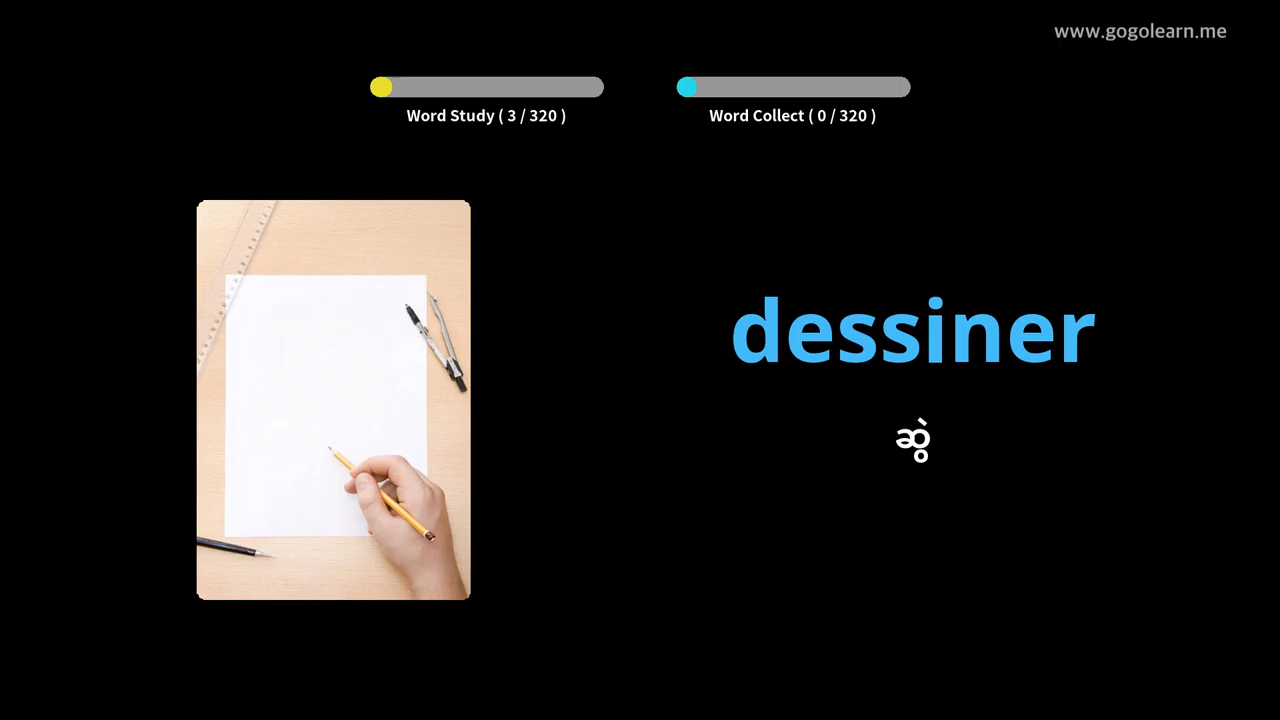 www.gogolearn.me
Word Study ( 3 / 320 )
Word Collect ( 0 / 320 )
dessiner
ဆွဲ